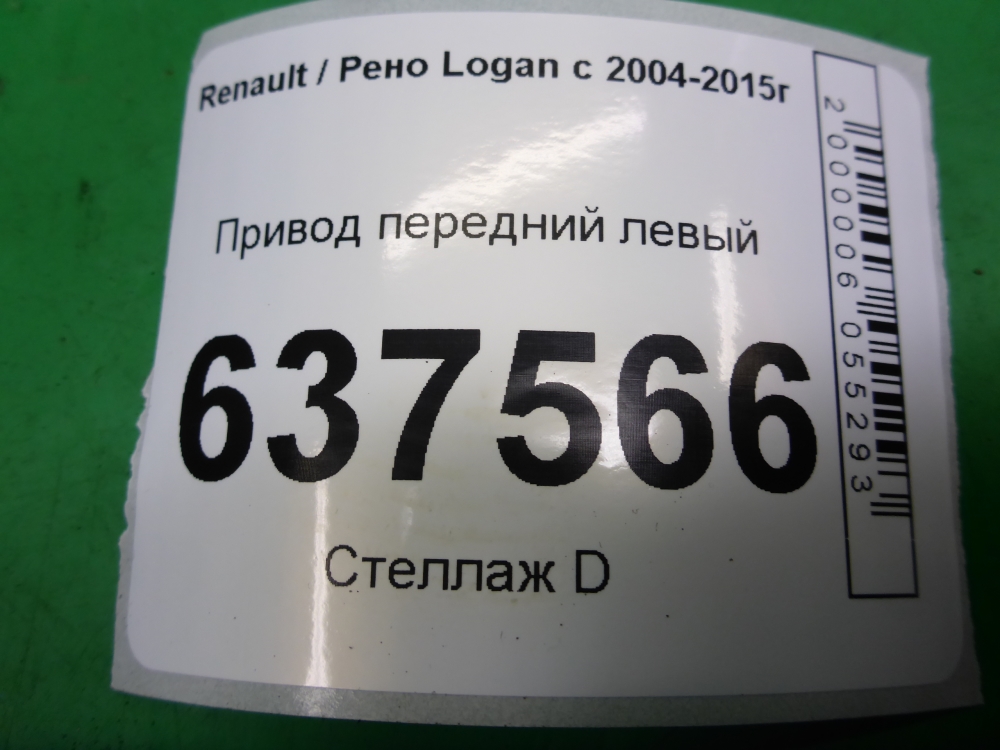 Renault / Рено Logan с 2004-2015г
Привод передний левый
637566
Стеллаж D
2000006055293